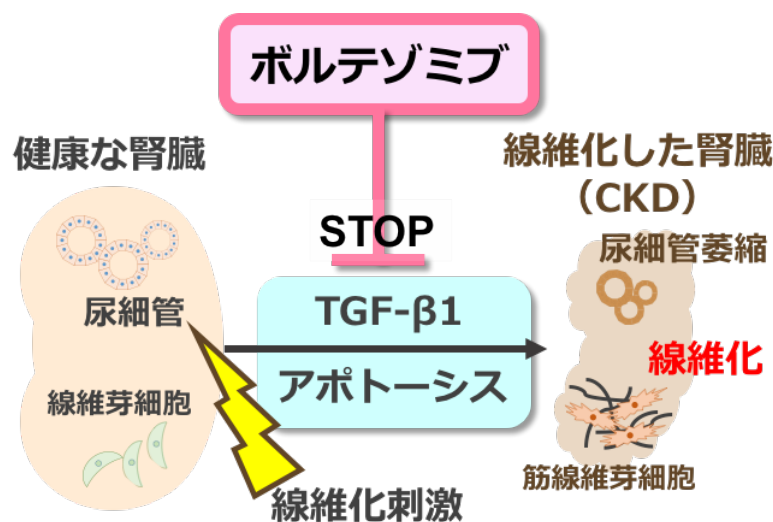 ボルテゾミブ
健康な腎臓
線維化した腎臓
（CKD）
STOP
尿細管萎縮
尿細管
TGF-β1
線維化
アポトーシス
線維芽細胞
筋線維芽細胞
線維化刺激